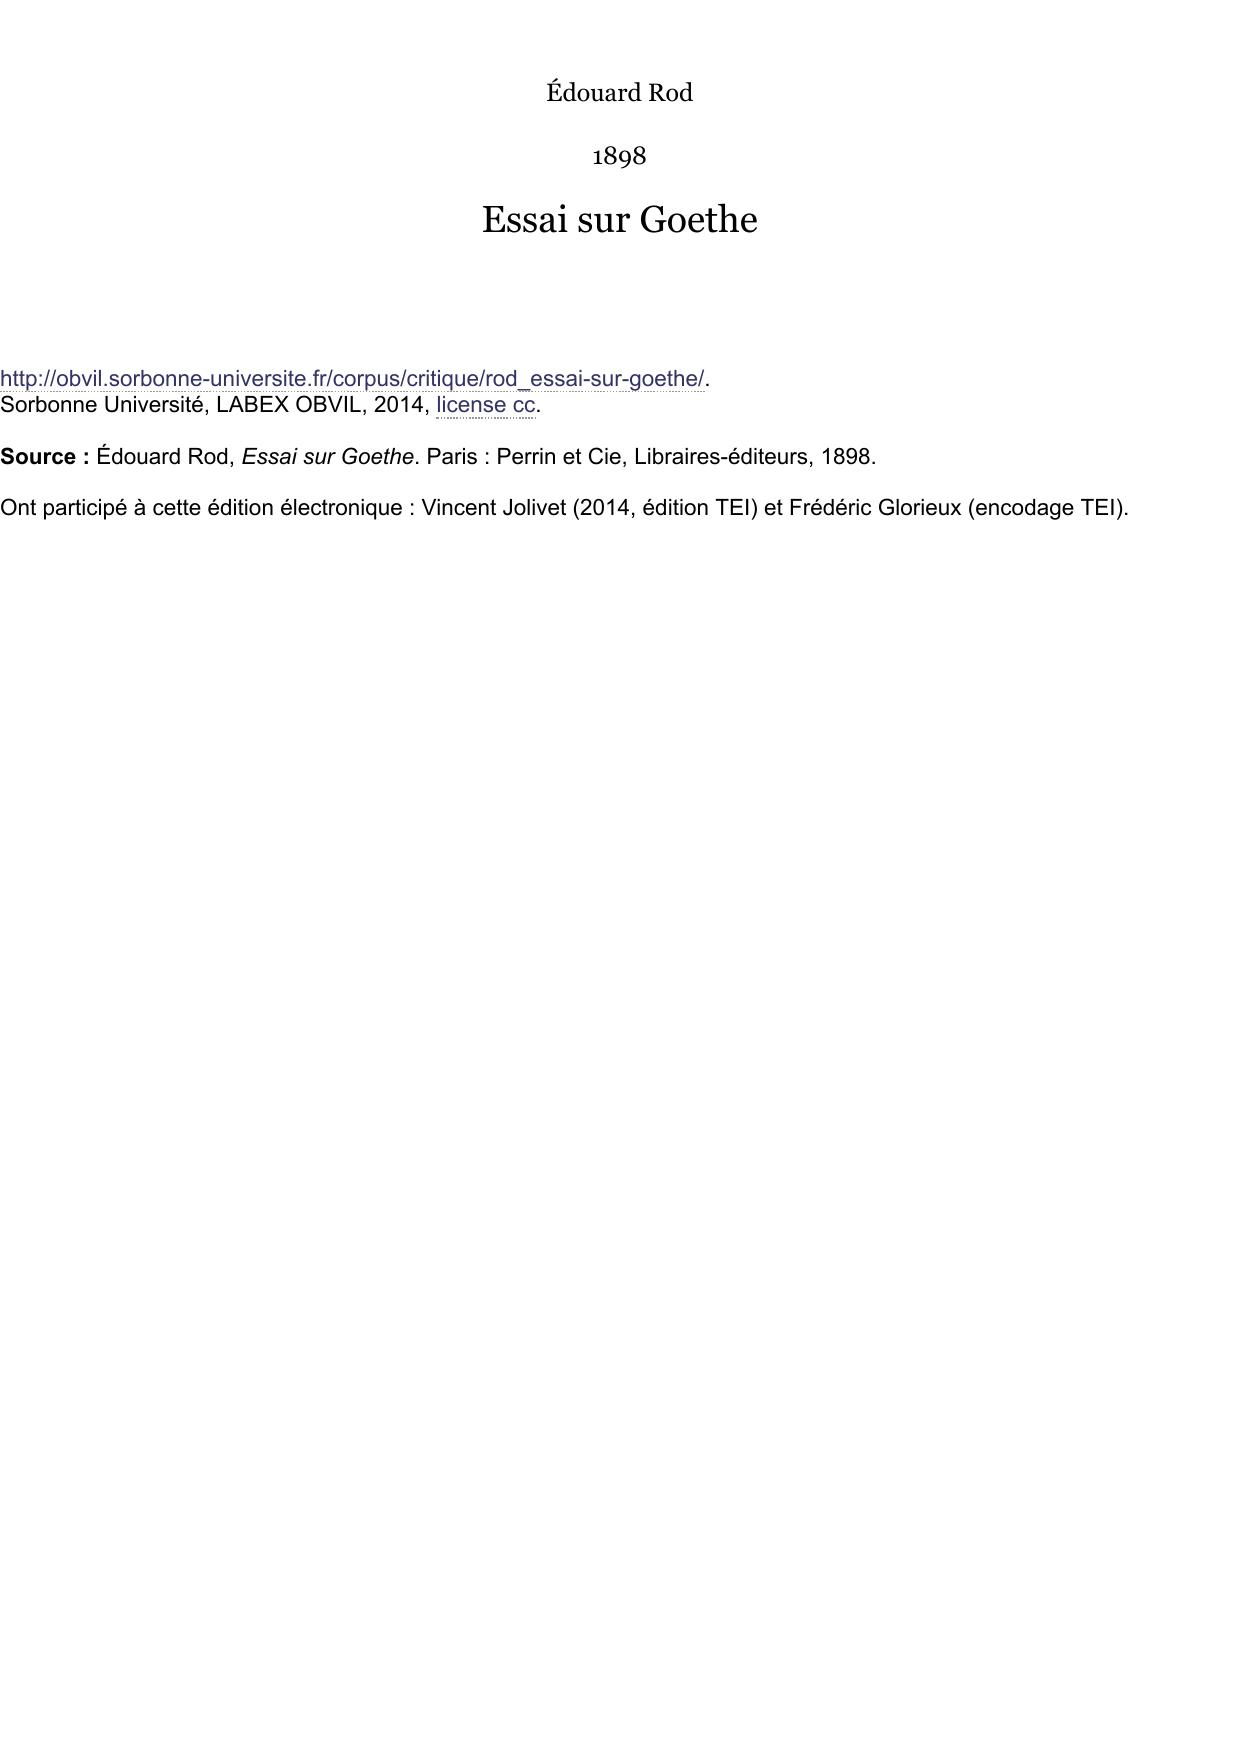 Édouard Rod
1898
Essai sur Goethe
http://obvil.sorbonne-universite.fr/corpus/critique/rod_essai-sur-goethe/.
Sorbonne Université, LABEX OBVIL, 2014, license cc.
Source : Édouard Rod, Essai sur Goethe. Paris : Perrin et Cie, Libraires-éditeurs, 1898.
Ont participé à cette édition électronique : Vincent Jolivet (2014, édition TEI) et Frédéric Glorieux (encodage TEI).